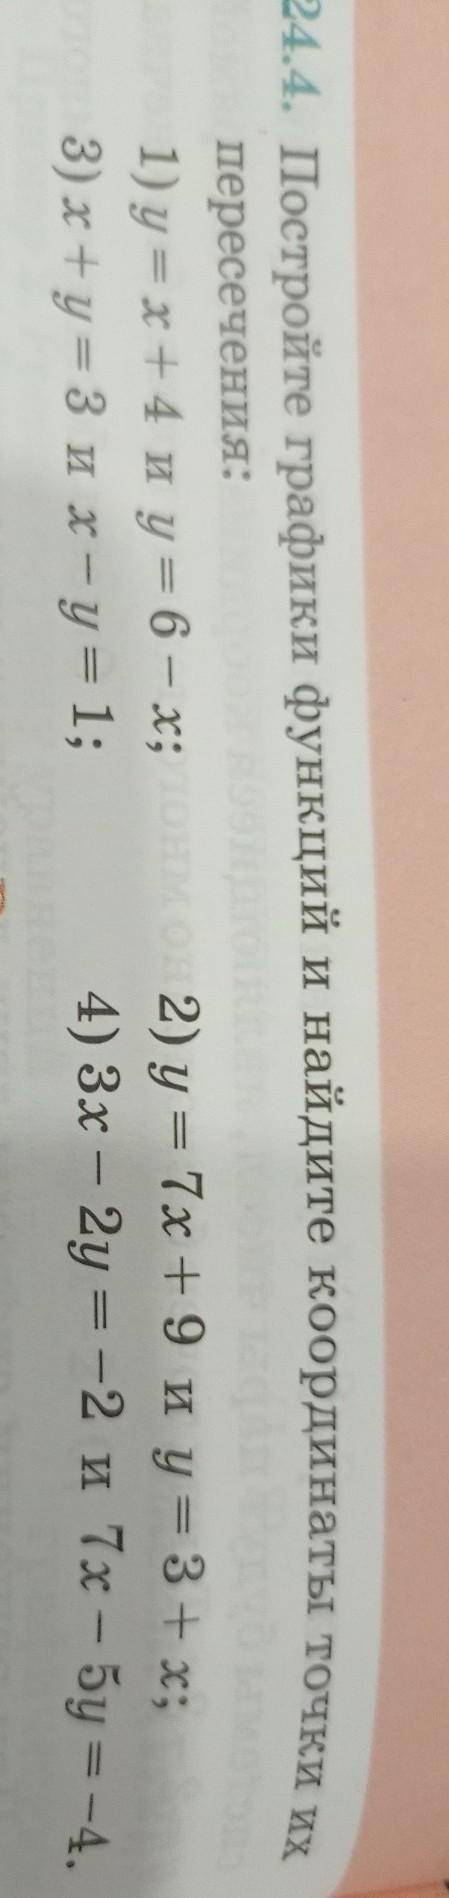 24.4. Постройте графики функций и найдите координаты точки их
пересечения:
1) y = x + 4 и y = 6 − x; 2) y = 7x + 9 и y = 3 + x;
3) x + y = 3 и x − y = 1; 4) 3x − 2y = −2 и 7x − 5y = −4.